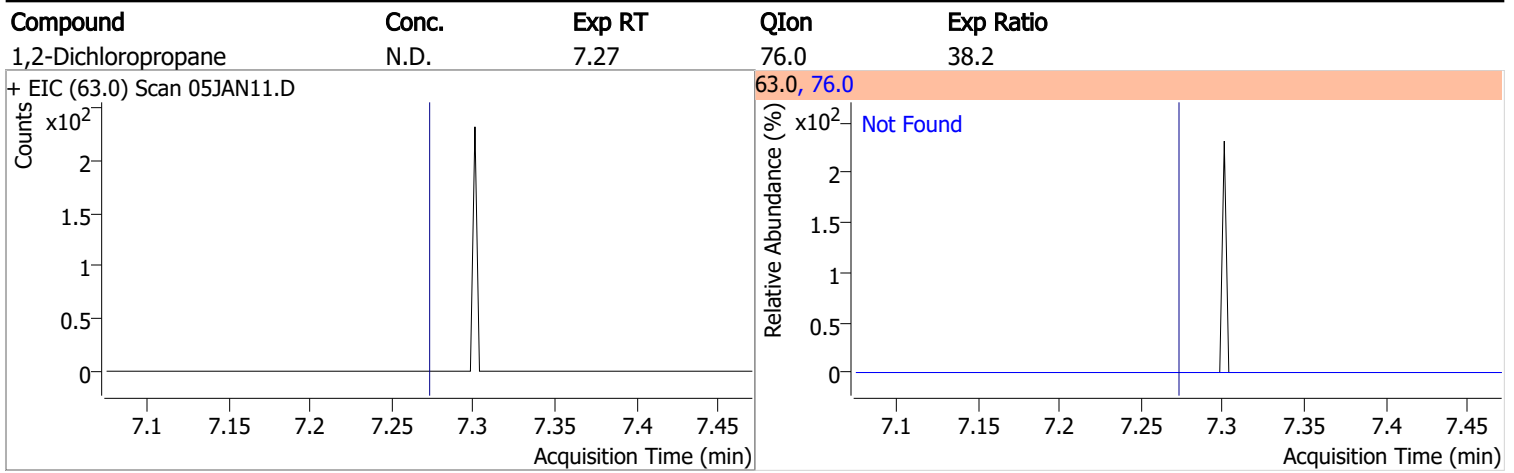 Compound Conc. Exp RT QIon Exp Ratio
1,2-Dichloropropane N.D. 7.27 76.0 38.2
+ EIC (63.0) Scan 05JAN11.D
Counts
x10²
2
1.5
1
0.5
0
7.1 7.15 7.2 7.25 7.3 7.35 7.4 7.45
Acquisition Time (min)
63.0, 76.0
Relative Abundance (%)
x10²
Not Found
2
1.5
1
0.5
0
7.1 7.15 7.2 7.25 7.3 7.35 7.4 7.45
Acquisition Time (min)